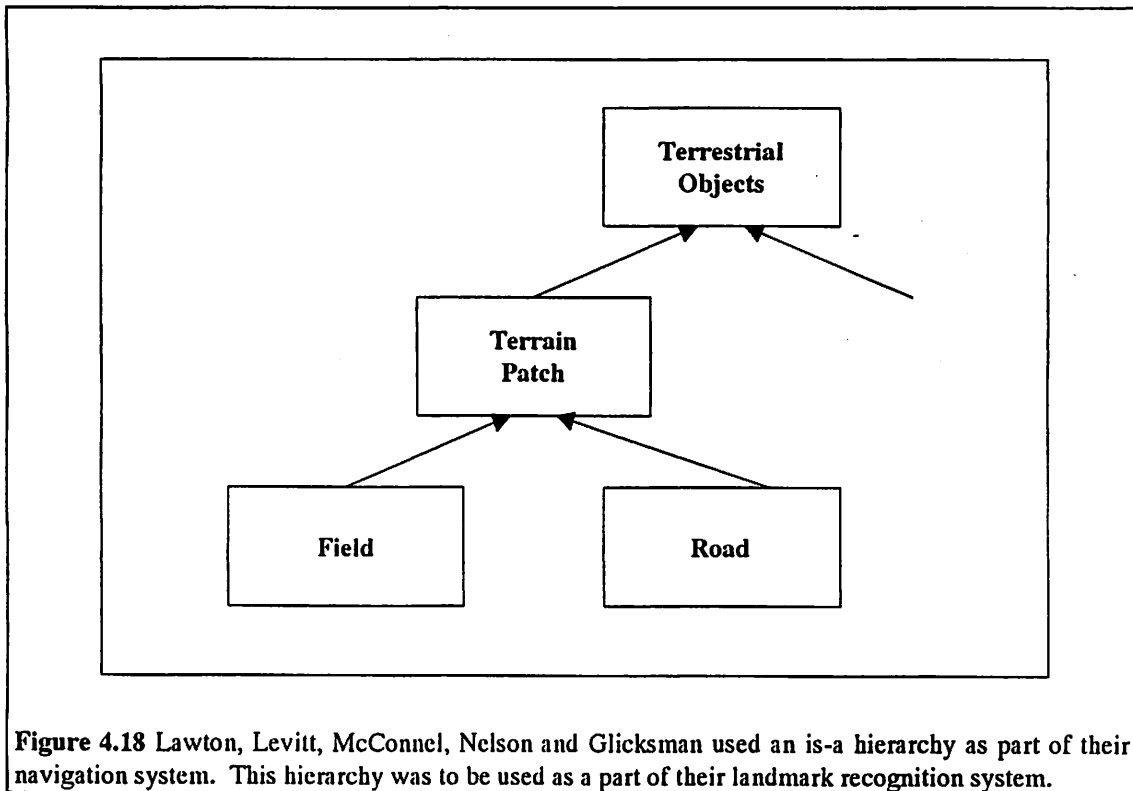 Terrestrial
Objects
Terrain
Patch
Field
Road
Figure 4.18 Lawton, Levitt, McConnel, Nelson and Glicksman used an is-a hierarchy as part of their
navigation system. This hierarchy was to be used as a part of their landmark recognition system.